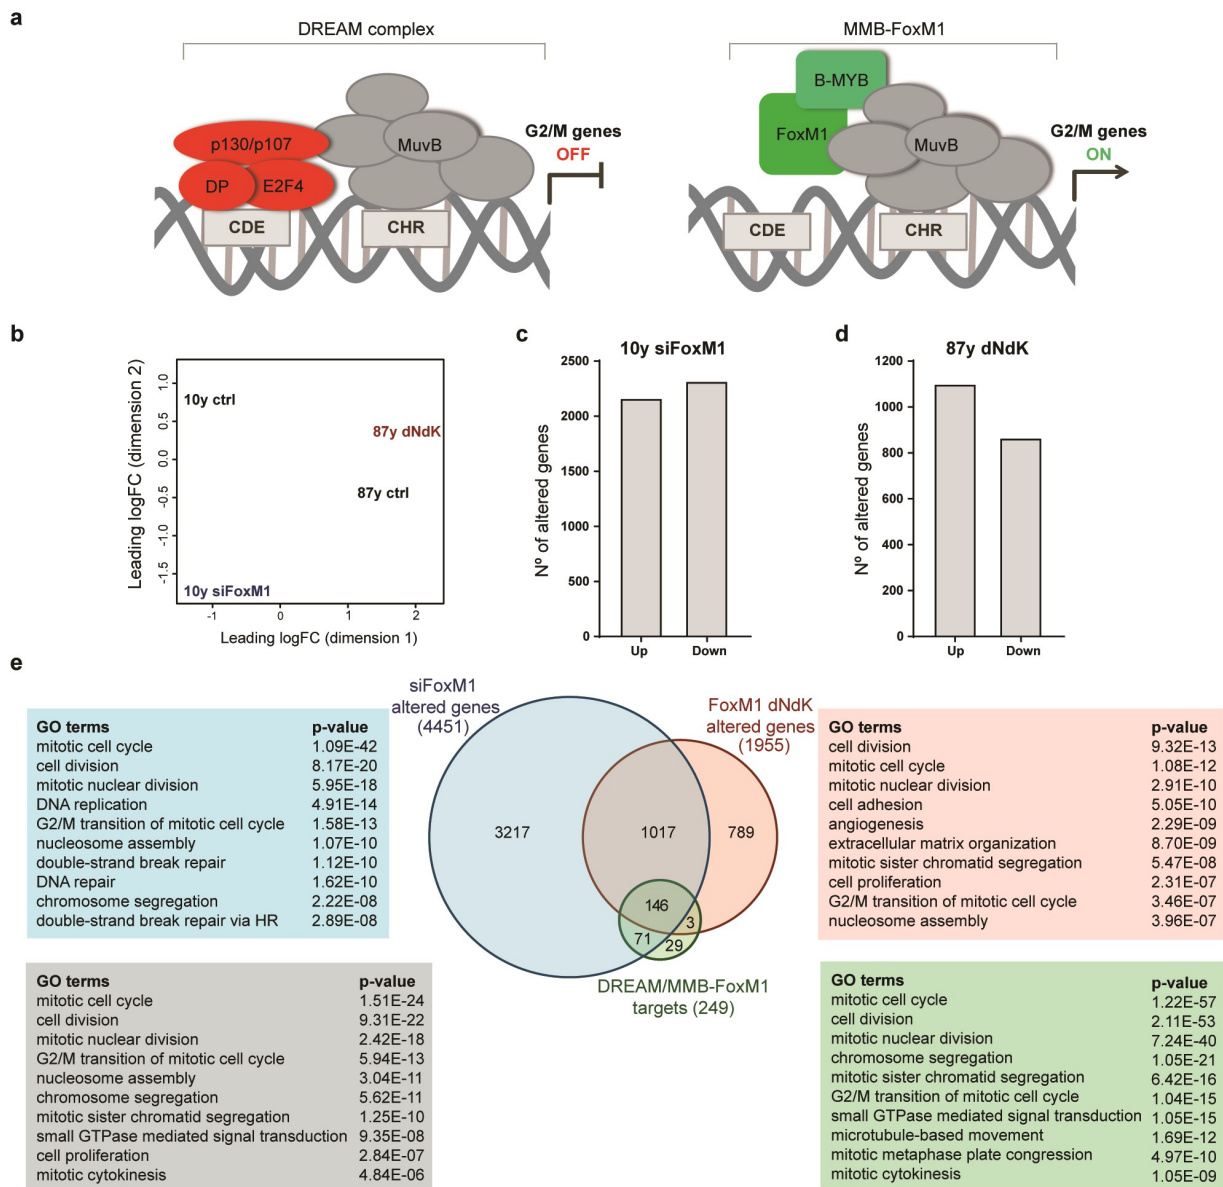 a
DREAM complex
MMB-FoxM1
p130/p107
DP
E2F4
MuvB
CDE
CHR
G2/M genes
OFF
B-MYB
FoxM1
MuvB
CDE
CHR
G2/M genes
ON
b
Leading logFC (dimension 2)
1.0
0.5
0.0
-0.5
-1.0
-1.5
10y ctrl
87y dNdK
87y ctrl
10y siFoxM1
-1
0
1
2
Leading logFC (dimension 1)
c
10y siFoxM1
Nº of altered genes
2500
2000
1500
1000
500
0
Up
Down
d
87y dNdK
Nº of altered genes
1200
1000
800
600
400
200
0
Up
Down
e
GO terms p-value
mitotic cell cycle 1.09E-42
cell division 8.17E-20
mitotic nuclear division 5.95E-18
DNA replication 4.91E-14
G2/M transition of mitotic cell cycle 1.58E-13
nucleosome assembly 1.07E-10
double-strand break repair 1.12E-10
DNA repair 1.62E-10
chromosome segregation 2.22E-08
double-strand break repair via HR 2.89E-08
siFoxM1
altered genes
(4451)
FoxM1 dNdK
altered genes
(1955)
3217
1017
789
146
3
71
29
DREAM/MMB-FoxM1
targets (249)
GO terms p-value
cell division 9.32E-13
mitotic cell cycle 1.08E-12
mitotic nuclear division 2.91E-10
cell adhesion 5.05E-10
angiogenesis 2.29E-09
extracellular matrix organization 8.70E-09
mitotic sister chromatid segregation 5.47E-08
cell proliferation 2.31E-07
G2/M transition of mitotic cell cycle 3.46E-07
nucleosome assembly 3.96E-07
GO terms p-value
mitotic cell cycle 1.51E-24
cell division 9.31E-22
mitotic nuclear division 2.42E-18
G2/M transition of mitotic cell cycle 5.94E-13
nucleosome assembly 3.04E-11
chromosome segregation 5.62E-11
mitotic sister chromatid segregation 1.25E-10
small GTPase mediated signal transduction 9.35E-08
cell proliferation 2.84E-07
mitotic cytokinesis 4.84E-06
GO terms p-value
mitotic cell cycle 1.22E-57
cell division 2.11E-53
mitotic nuclear division 7.24E-40
chromosome segregation 1.05E-21
mitotic sister chromatid segregation 6.42E-16
G2/M transition of mitotic cell cycle 1.04E-15
small GTPase mediated signal transduction 1.05E-15
microtubule-based movement 1.69E-12
mitotic metaphase plate congression 4.97E-10
mitotic cytokinesis 1.05E-09